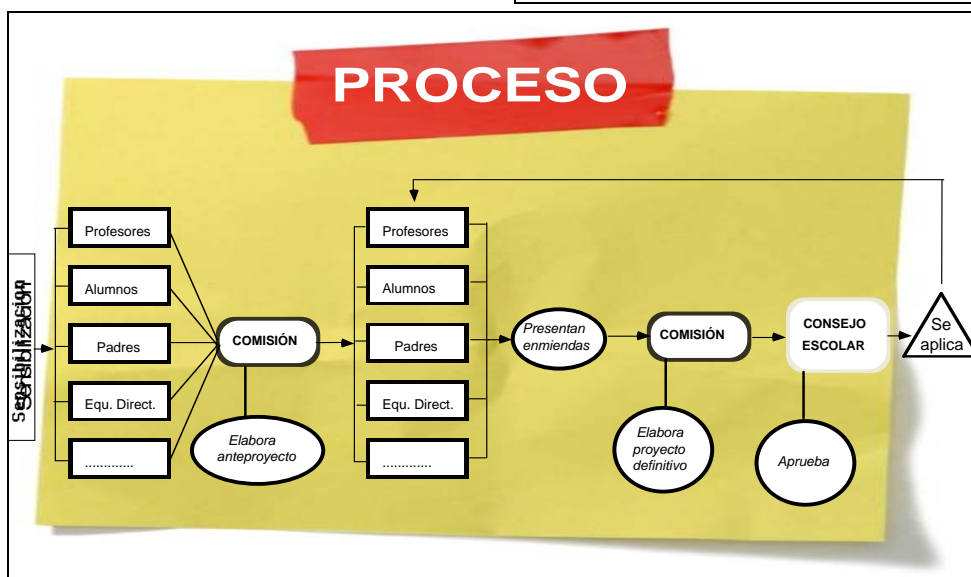 PROCESO
Sensibilizacion
Profesores
Alumnos
Padres
Equ. Direct.
.............
COMISIÓN
Elabora
anteproyecto
Profesores
Alumnos
Padres
Equ. Direct.
.............
Presentan
enmiendas
COMISIÓN
Elabora
proyecto
definitivo
CONSEJO
ESCOLAR
Aprueba
Se
aplica